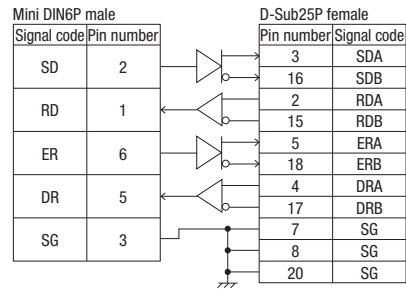 Mini DIN6P male
D-Sub25P female
Signal code Pin number
Pin number Signal code
SD 2
3 SDA
16 SDB
RD 1
2 RDA
15 RDB
ER 6
5 ERA
18 ERB
DR 5
4 DRA
17 DRB
SG 3
7 SG
8 SG
20 SG